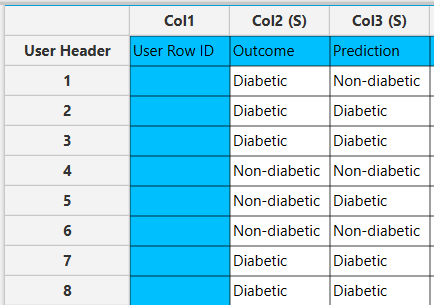 Col1 Col2 (S) Col3 (S)
User Header User Row ID Outcome Prediction
1 Diabetic Non-diabetic
2 Diabetic Diabetic
3 Diabetic Diabetic
4 Non-diabetic Non-diabetic
5 Non-diabetic Diabetic
6 Non-diabetic Non-diabetic
7 Diabetic Diabetic
8 Diabetic Diabetic